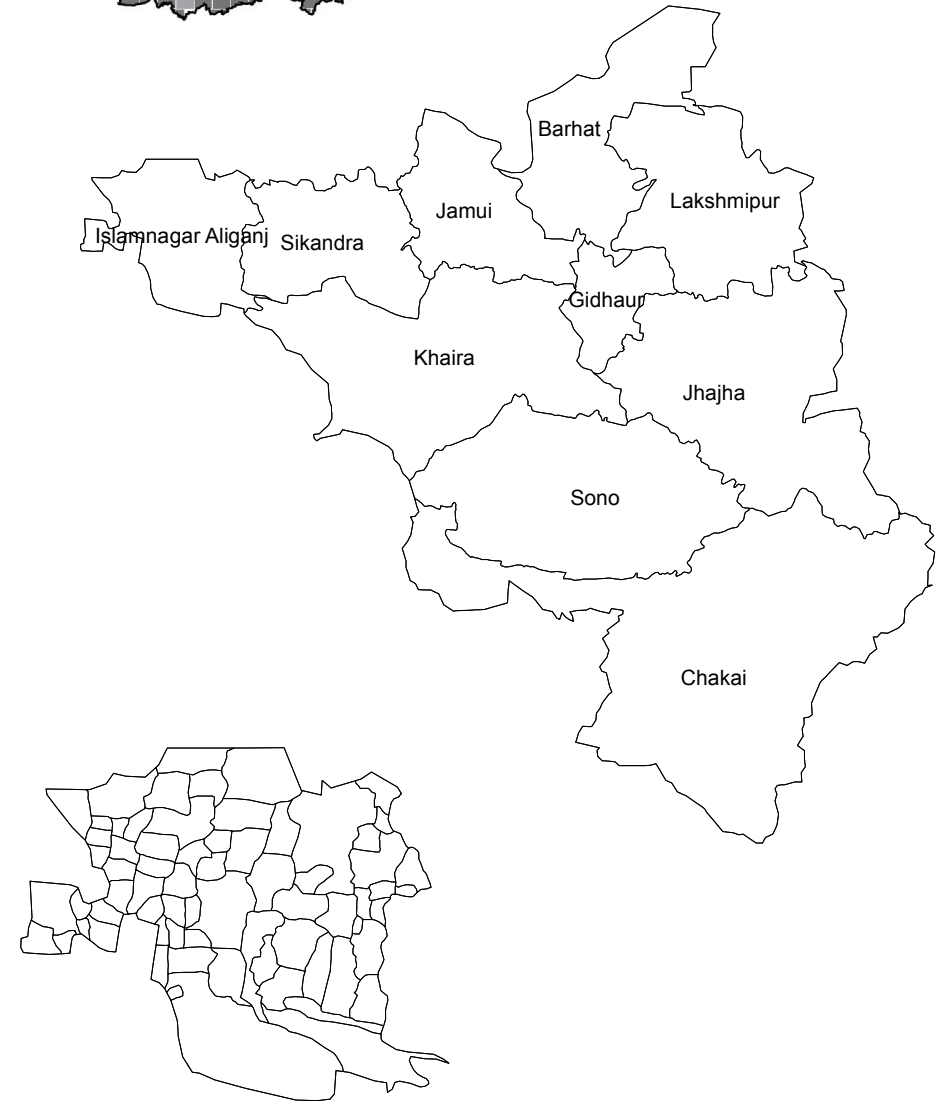 Barhat
Lakshmipur
Jamui
Islamnagar Aliganj
Sikandra
Gidhaur
Khaira
Jhajha
Sono
Chakai